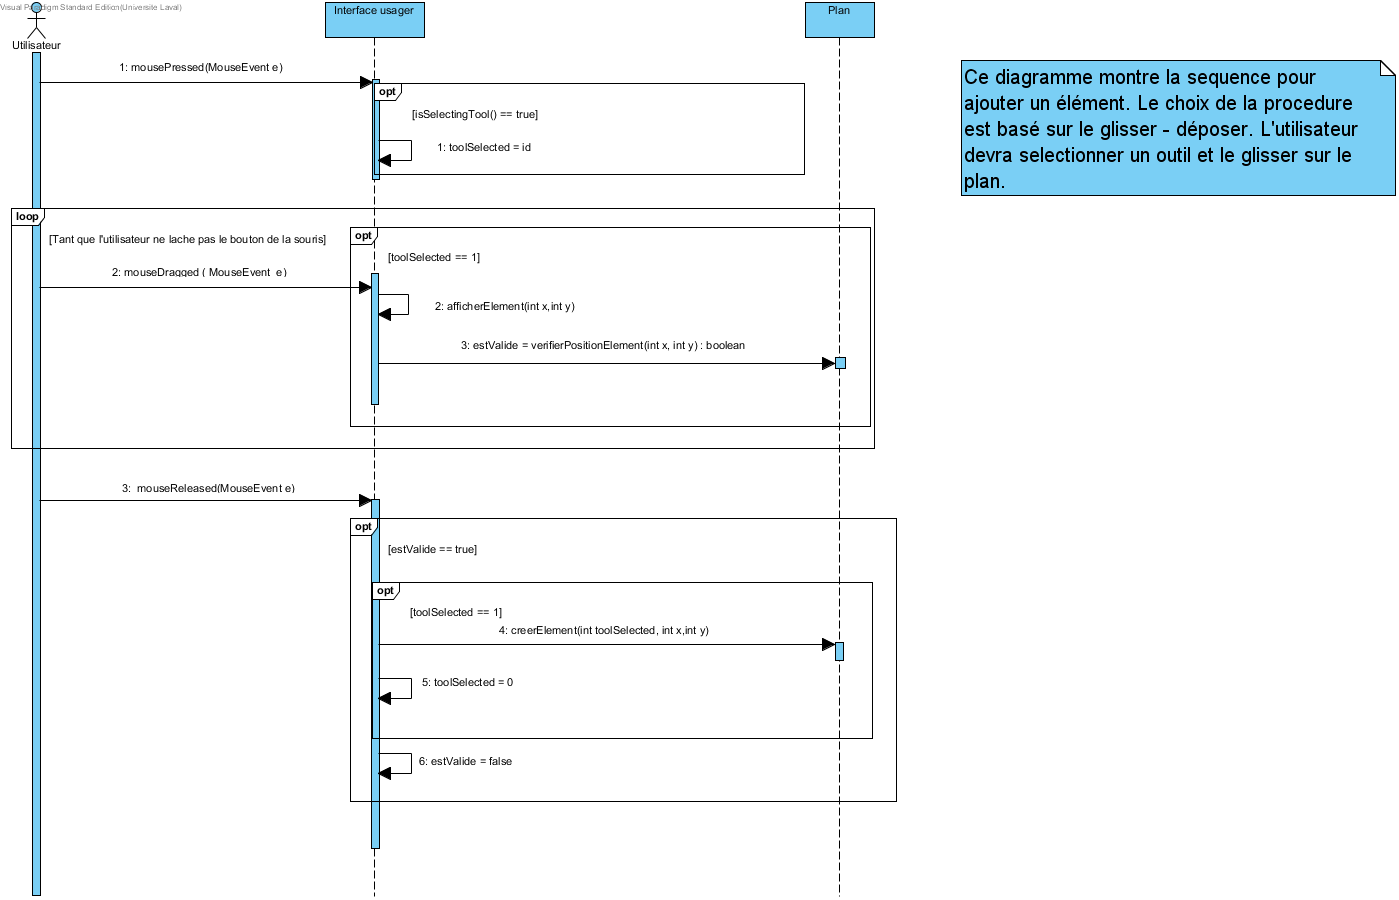 Visual Paradigm Standard Edition(Universite Laval)
Utilisateur
Interface usager
Plan
1: mousePressed(MouseEvent e)
opt
[isSelectingTool() == true]
1: toolSelected = id
Ce diagramme montre la sequence pour
ajouter un élément. Le choix de la procedure
est basé sur le glisser - déposer. L'utilisateur
devra selectionner un outil et le glisser sur le
plan.
loop
[Tant que l'utilisateur ne lache pas le bouton de la souris]
opt
[toolSelected == 1]
2: mouseDragged ( MouseEvent e)
2: afficherElement(int x,int y)
3: estValide = verifierPositionElement(int x, int y) : boolean
3: mouseReleased(MouseEvent e)
opt
[estValide == true]
opt
[toolSelected == 1]
4: creerElement(int toolSelected, int x,int y)
5: toolSelected = 0
6: estValide = false